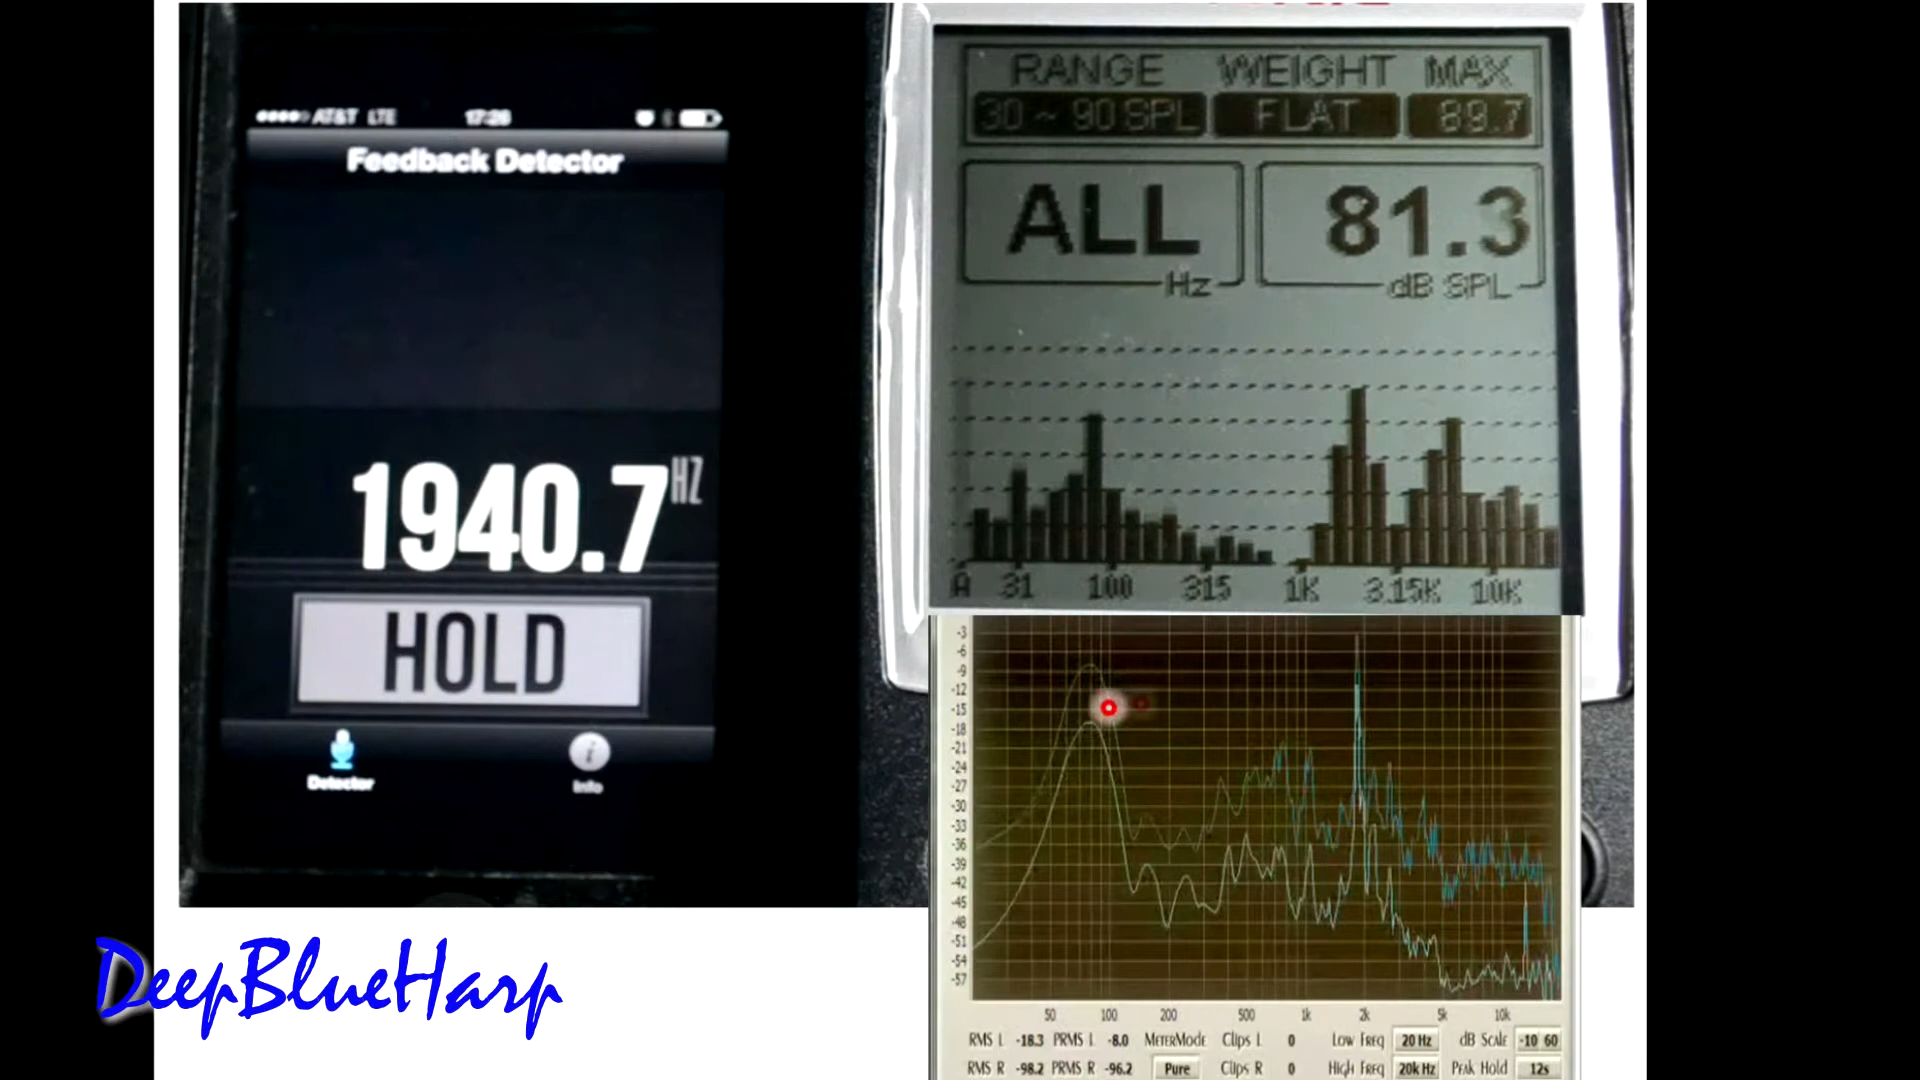 AT&T LTE 17:26
Feedback Detector
1940.7 HZ
HOLD
Detector Info
RANGE WEIGHT MAX
30 ~ 90 SPL FLAT 89.7
ALL Hz 81.3 dB SPL
A 31 100 315 1K 3.15K 10K
-3
-6
-9
-12
-15
-18
-21
-24
-27
-30
-33
-36
-39
-42
-45
-48
-51
-54
-57
50 100 200 500 1k 2k 5k 10k
RMS L -18.3 PRMS L -8.0 MeterMode Clips L 0 Low Freq 20 Hz dB Scale -10 60
RMS R -98.2 PRMS R -96.2 Pure Clips R 0 High Freq 20k Hz Peak Hold 12s
DeepBlueHarp